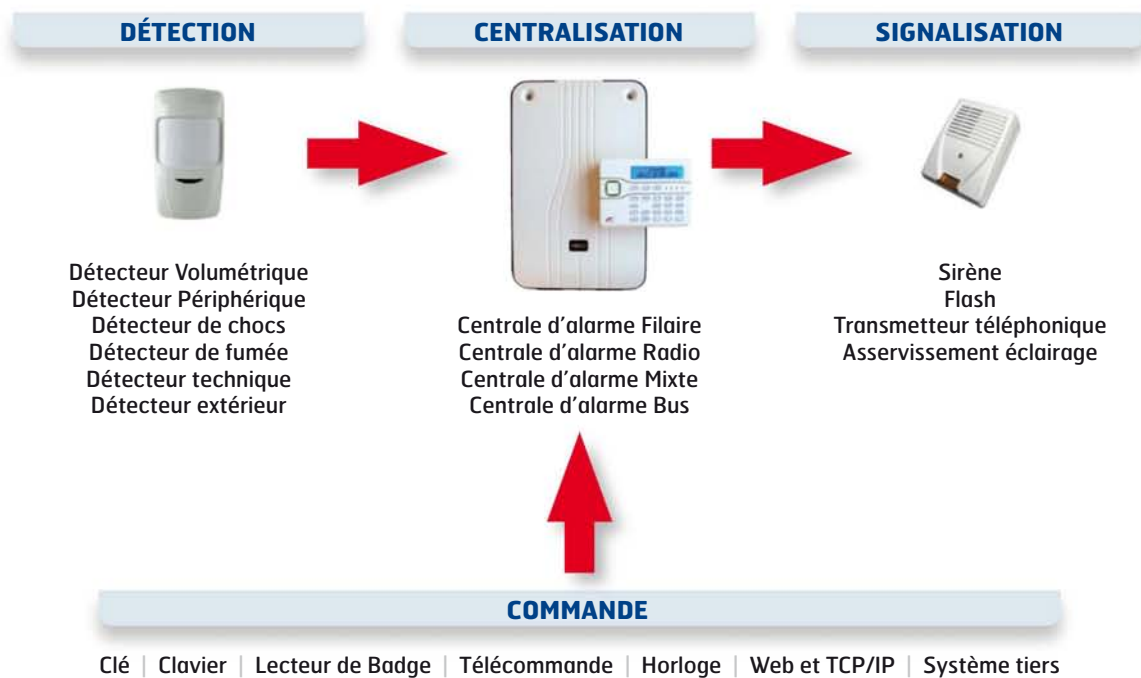 DÉTECTION
CENTRALISATION
SIGNALISATION
Détecteur Volumétrique
Détecteur Périphérique
Détecteur de chocs
Détecteur de fumée
Détecteur technique
Détecteur extérieur
Centrale d'alarme Filaire
Centrale d'alarme Radio
Centrale d'alarme Mixte
Centrale d'alarme Bus
Sirène
Flash
Transmetteur téléphonique
Asservissement éclairage
COMMANDE
Clé | Clavier | Lecteur de Badge | Télécommande | Horloge | Web et TCP/IP | Système tiers